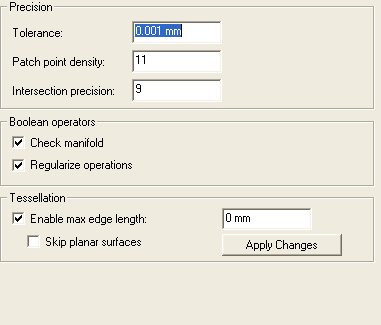 Precision
Tolerance: 0.001 mm
Patch point density: 11
Intersection precision: 9
Boolean operators
Check manifold
Regularize operations
Tessellation
Enable max edge length: 0 mm
Skip planar surfaces Apply Changes